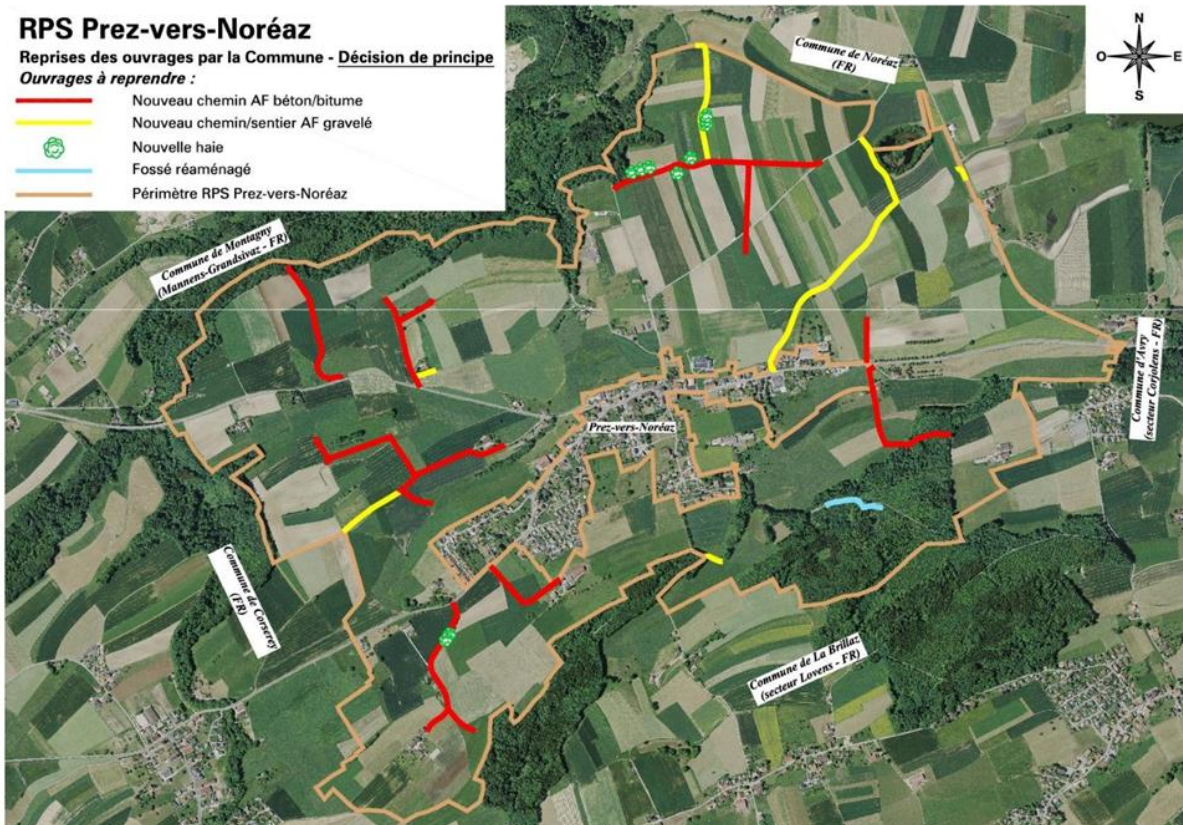 RPS Prez-vers-Noréaz
Reprises des ouvrages par la Commune - Décision de principe
Ouvrages à reprendre :
Nouveau chemin AF béton/bitume
Nouveau chemin/sentier AF gravelé
Nouvelle haie
Fossé réaménagé
Périmètre RPS Prez-vers-Noréaz
N
O
E
S
Commune de Noréaz
(FR)
Commune de Montagny
(Mannens-Grandsivaz - FR)
Commune d'Avry
(secteur Corjolens - FR)
Prez-vers-Noréaz
Commune de Corserey
(FR)
Commune de La Brillaz
(secteur Lovens - FR)